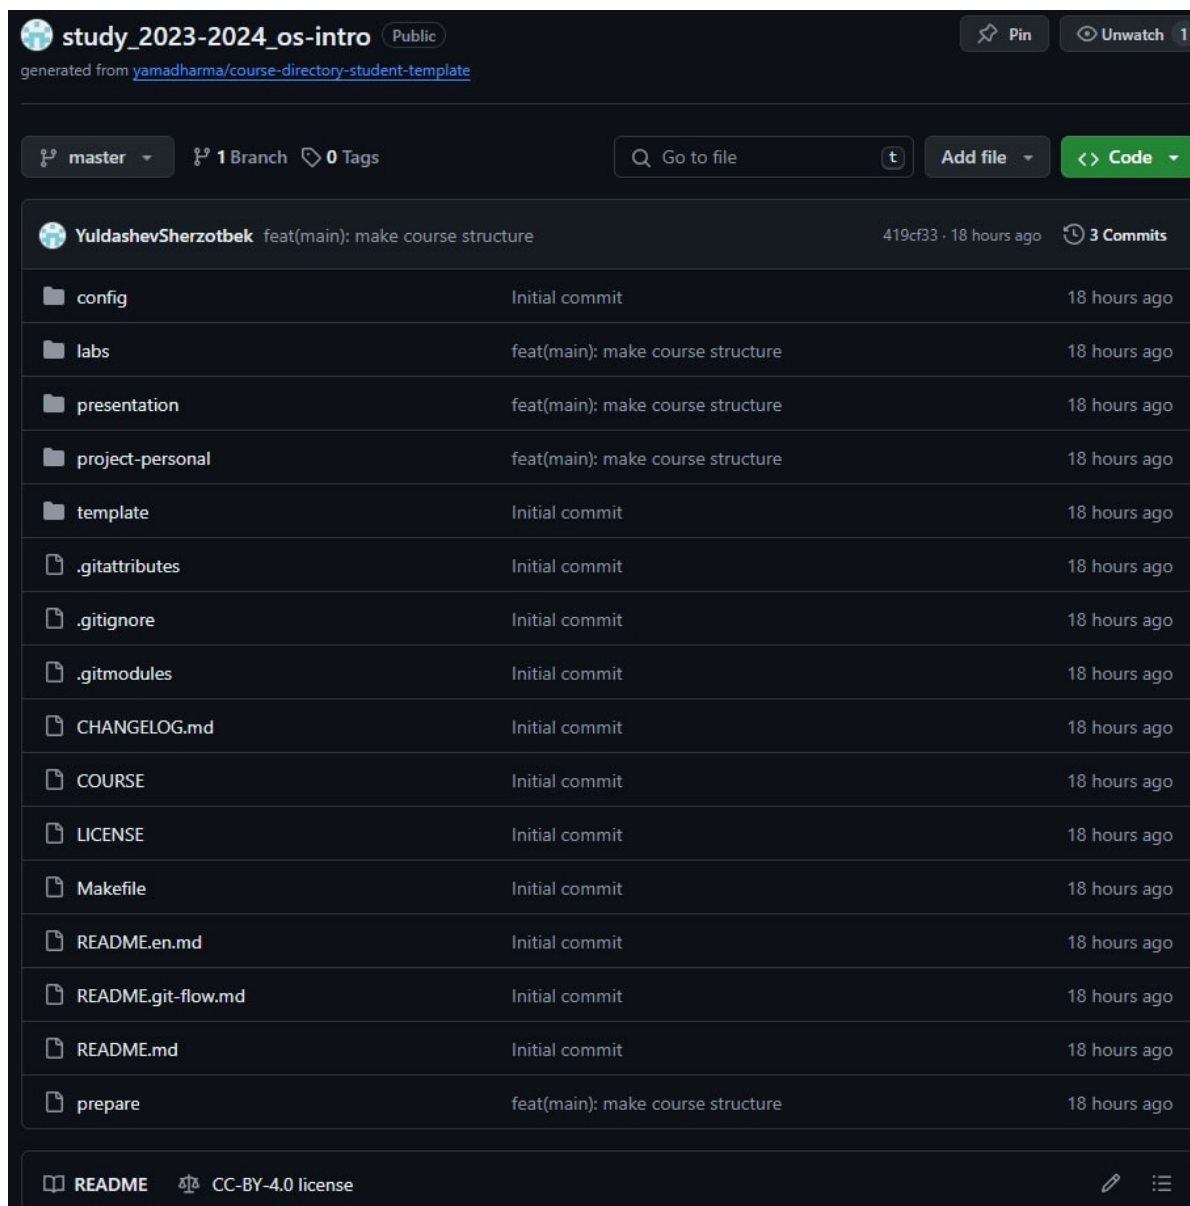 study_2023-2024_os-intro Public Pin Unwatch 1
generated from yamadharma/course-directory-student-template
master 1 Branch 0 Tags Go to file t Add file Code
YuldashevSherzotbek feat(main): make course structure 419cf33 · 18 hours ago 3 Commits
config Initial commit 18 hours ago
labs feat(main): make course structure 18 hours ago
presentation feat(main): make course structure 18 hours ago
project-personal feat(main): make course structure 18 hours ago
template Initial commit 18 hours ago
.gitattributes Initial commit 18 hours ago
.gitignore Initial commit 18 hours ago
.gitmodules Initial commit 18 hours ago
CHANGELOG.md Initial commit 18 hours ago
COURSE Initial commit 18 hours ago
LICENSE Initial commit 18 hours ago
Makefile Initial commit 18 hours ago
README.en.md Initial commit 18 hours ago
README.git-flow.md Initial commit 18 hours ago
README.md Initial commit 18 hours ago
prepare feat(main): make course structure 18 hours ago
README CC-BY-4.0 license